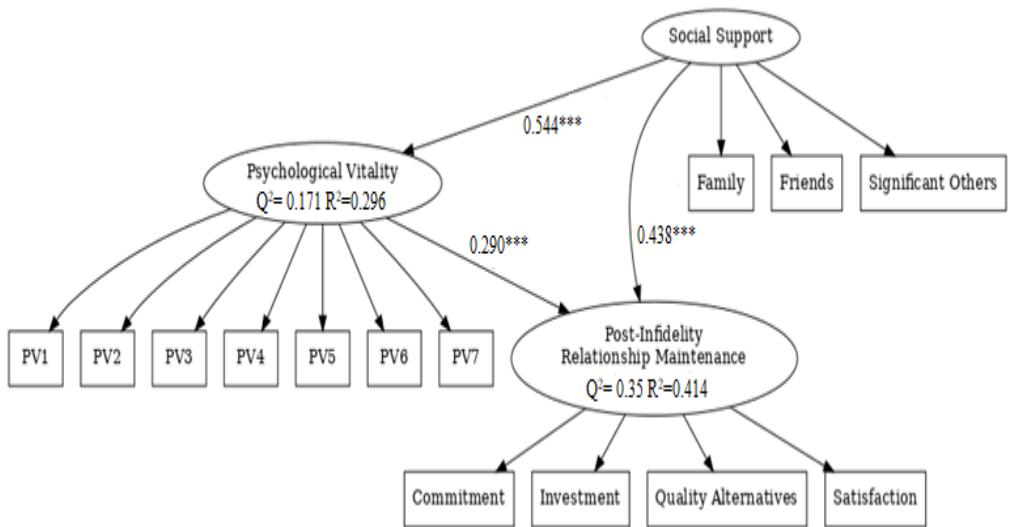 Social Support
0.544***
Psychological Vitality
Q²= 0.171 R²=0.296
Family
Friends
Significant Others
0.290***
0.438***
PV1
PV2
PV3
PV4
PV5
PV6
PV7
Post-Infidelity
Relationship Maintenance
Q²= 0.35 R²=0.414
Commitment
Investment
Quality Alternatives
Satisfaction